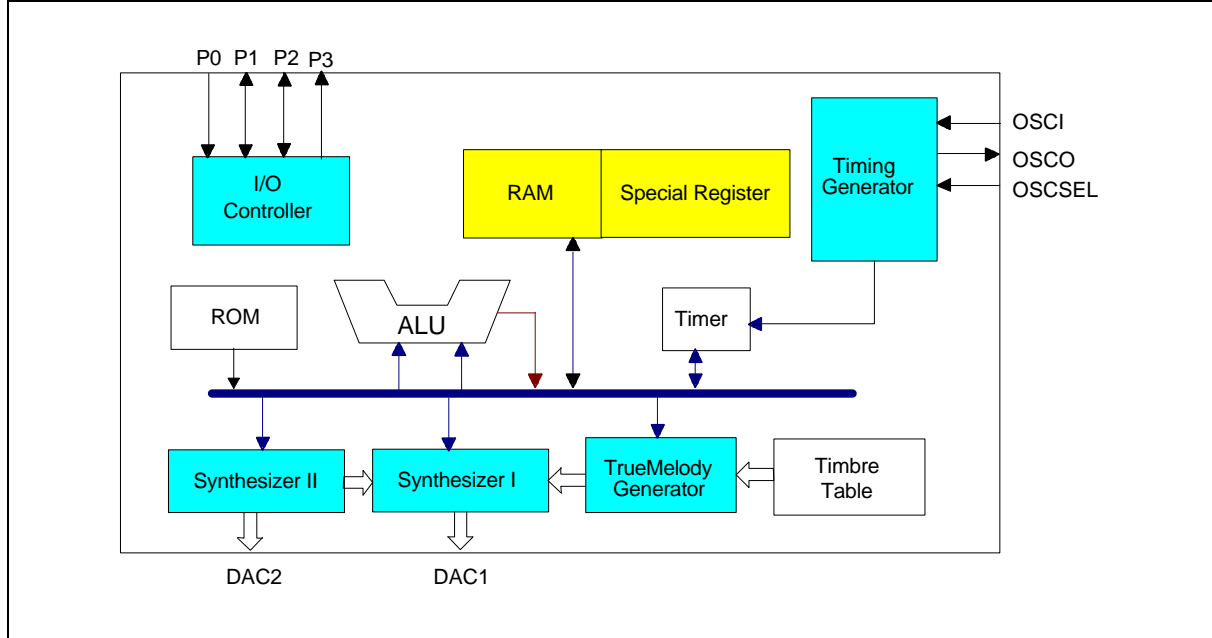 P0 P1 P2 P3
OSCI
OSCO
OSCSEL
I/O
Controller
RAM
Special Register
Timing
Generator
ROM
ALU
Timer
Synthesizer II
Synthesizer I
TrueMelody
Generator
Timbre
Table
DAC2
DAC1